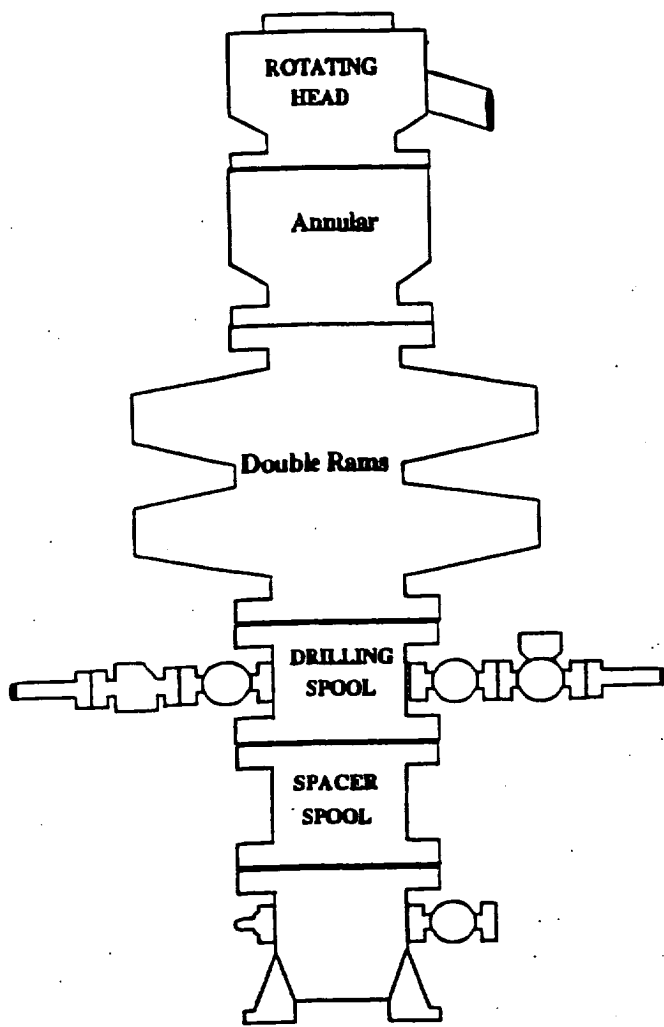 ROTATING
HEAD
Annular
Double Rams
DRILLING
SPOOL
SPACER
SPOOL